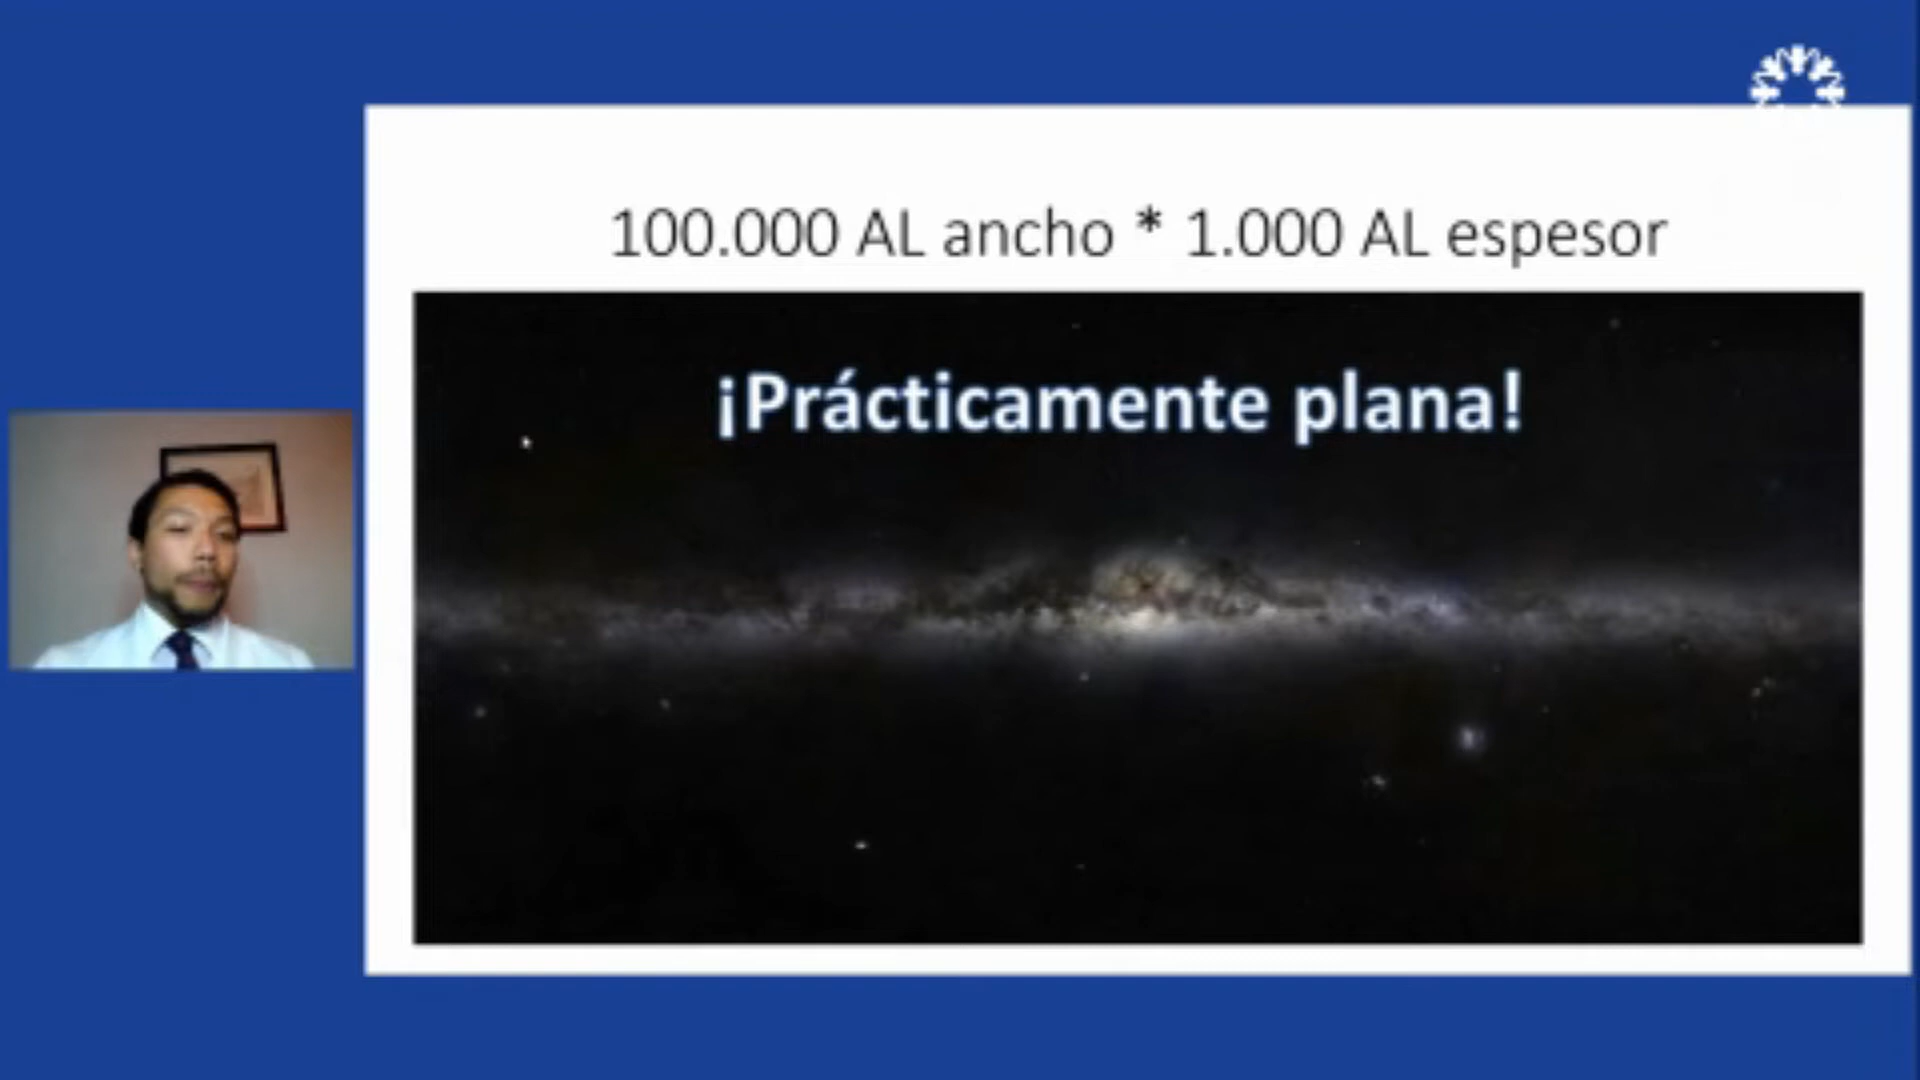 100.000 AL ancho * 1.000 AL espesor
¡Prácticamente plana!